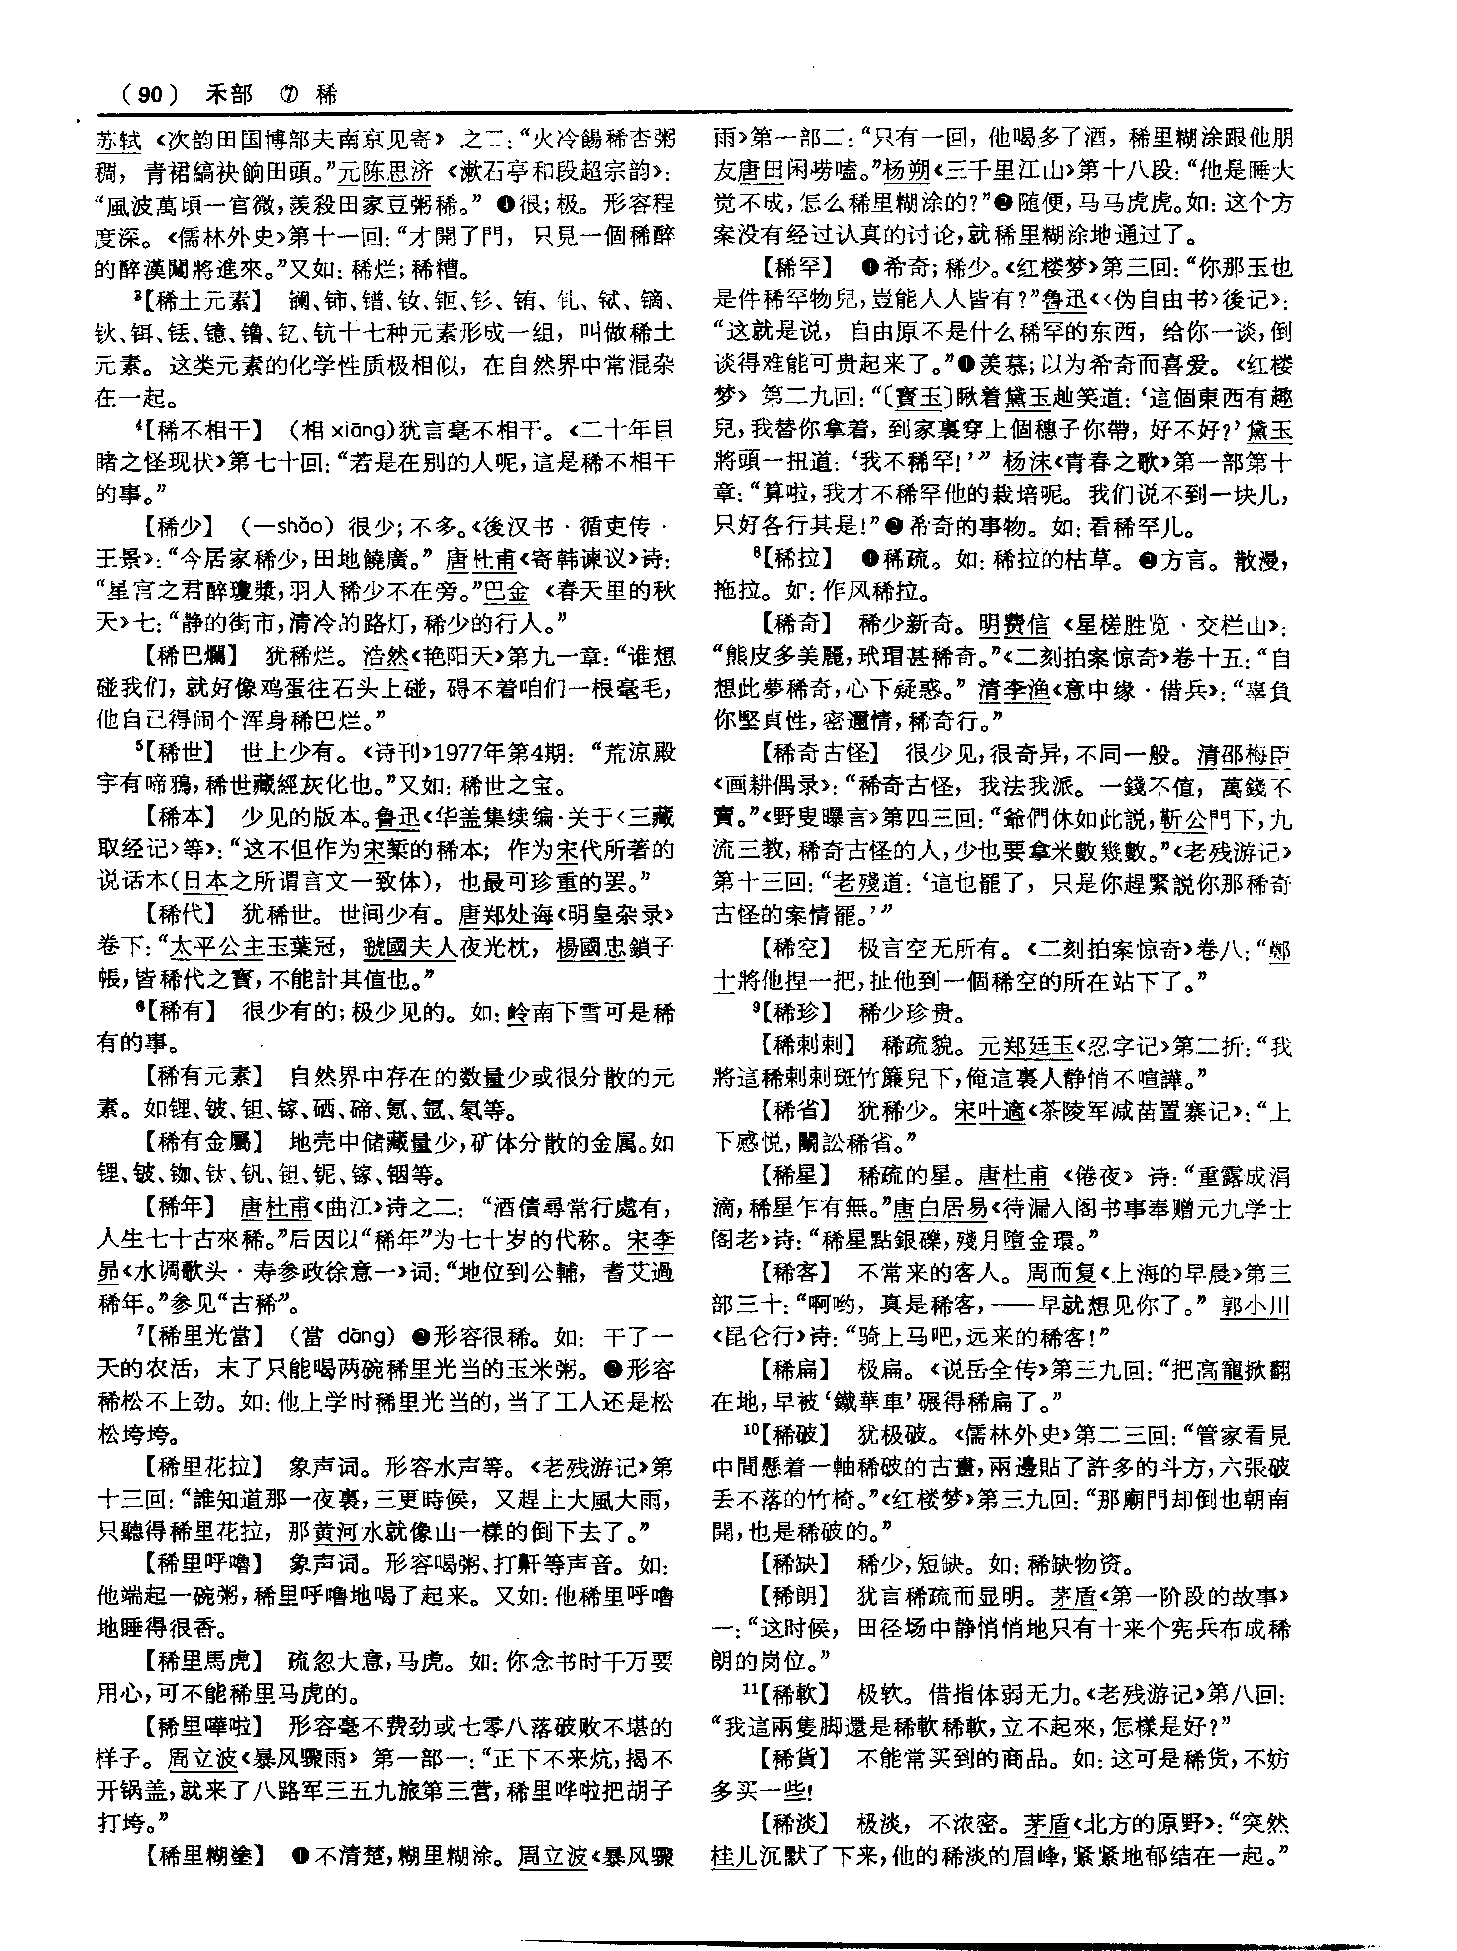 （90） 禾部 ⑦ 稀
苏轼《次韵田国博部夫南京见寄》之二：“火冷餳稀杏粥
稠，青裙縞袂餉田頭。”元陈思济《漱石亭和段超宗韵》：
“風波萬頃一官微，羨殺田家豆粥稀。” ❶很；极。形容程
度深。《儒林外史》第十一回：“才開了門，只見一個稀醉
的醉漢闖將進來。”又如：稀烂；稀糟。
³【稀土元素】 镧、铈、镨、钕、钷、钐、铕、钆、铽、镝、
钬、铒、铥、镱、镥、钇、钪十七种元素形成一组，叫做稀土
元素。这类元素的化学性质极相似，在自然界中常混杂
在一起。
⁴【稀不相干】 （相 xiāng）犹言毫不相干。《二十年目
睹之怪现状》第七十回：“若是在别的人呢，這是稀不相干
的事。”
【稀少】 （—shǎo）很少；不多。《後汉书·循吏传·
王景》：“今居家稀少，田地饒廣。” 唐杜甫《寄韩谏议》诗：
“星宫之君醉瓊漿，羽人稀少不在旁。”巴金《春天里的秋
天》七：“静的街市，清冷的路灯，稀少的行人。”
【稀巴爛】 犹稀烂。浩然《艳阳天》第九一章：“谁想
碰我们，就好像鸡蛋往石头上碰，碍不着咱们一根毫毛，
他自己得闹个浑身稀巴烂。”
⁵【稀世】 世上少有。《诗刊》1977年第4期：“荒涼殿
宇有啼鴉，稀世藏經灰化也。”又如：稀世之宝。
【稀本】 少见的版本。鲁迅《华盖集续编·关于〈三藏
取经记〉等》：“这不但作为宋椠的稀本；作为宋代所著的
说话本（日本之所谓言文一致体），也最可珍重的罢。”
【稀代】 犹稀世。世间少有。唐郑处诲《明皇杂录》
卷下：“太平公主玉葉冠，虢國夫人夜光枕，楊國忠鎖子
帳，皆稀代之寶，不能計其值也。”
⁶【稀有】 很少有的；极少见的。如：岭南下雪可是稀
有的事。
【稀有元素】 自然界中存在的数量少或很分散的元
素。如锂、铍、钽、镓、硒、碲、氪、氩、氡等。
【稀有金屬】 地壳中储藏量少，矿体分散的金属。如
锂、铍、铷、钛、钒、钽、铌、镓、铟等。
【稀年】 唐杜甫《曲江》诗之二：“酒債尋常行處有，
人生七十古來稀。”后因以“稀年”为七十岁的代称。宋李
昴《水调歌头·寿参政徐意一》词：“地位到公輔，耆艾過
稀年。”参见“古稀”。
⁷【稀里光當】 （當 dāng）❷形容很稀。如：干了一
天的农活，末了只能喝两碗稀里光当的玉米粥。❷形容
稀松不上劲。如：他上学时稀里光当的，当了工人还是松
松垮垮。
【稀里花拉】 象声词。形容水声等。《老残游记》第
十三回：“誰知道那一夜裏，三更時候，又趕上大風大雨，
只聽得稀里花拉，那黄河水就像山一樣的倒下去了。”
【稀里呼嚕】 象声词。形容喝粥、打鼾等声音。如：
他端起一碗粥，稀里呼噜地喝了起来。又如：他稀里呼噜
地睡得很香。
【稀里馬虎】 疏忽大意，马虎。如：你念书时千万要
用心，可不能稀里马虎的。
【稀里嘩啦】 形容毫不费劲或七零八落破败不堪的
样子。周立波《暴风骤雨》第一部一：“正下不来炕，揭不
开锅盖，就来了八路军三五九旅第三营，稀里哗啦把胡子
打垮。”
【稀里糊塗】 ❶不清楚，糊里糊涂。周立波《暴风骤
雨》第一部二：“只有一回，他喝多了酒，稀里糊涂跟他朋
友唐田闲唠嗑。”杨朔《三千里江山》第十八段：“他是睡大
觉不成，怎么稀里糊涂的？”❷随便，马马虎虎。如：这个方
案没有经过认真的讨论，就稀里糊涂地通过了。
【稀罕】 ❶希奇；稀少。《红楼梦》第三回：“你那玉也
是件稀罕物兒，豈能人人皆有？”鲁迅《〈伪自由书〉後记》：
“这就是说，自由原不是什么稀罕的东西，给你一谈，倒
谈得难能可贵起来了。”❶羡慕；以为希奇而喜爱。《红楼
梦》第二九回：“〔寶玉〕瞅着黛玉訕笑道：‘這個東西有趣
兒，我替你拿着，到家裏穿上個穗子你帶，好不好？’黛玉
將頭一扭道：‘我不稀罕！’” 杨沫《青春之歌》第一部第十
章：“算啦，我才不稀罕他的栽培呢。我们说不到一块儿，
只好各行其是！”❷希奇的事物。如：看稀罕儿。
⁸【稀拉】 ❶稀疏。如：稀拉的枯草。❷方言。散漫，
拖拉。如：作风稀拉。
【稀奇】 稀少新奇。明费信《星槎胜览·交栏山》：
“熊皮多美麗，玳瑁甚稀奇。”《二刻拍案惊奇》卷十五：“自
想此夢稀奇，心下疑惑。” 清李渔《意中缘·借兵》：“辜負
你堅貞性，密邇情，稀奇行。”
【稀奇古怪】 很少见，很奇异，不同一般。清邵梅臣
《画耕偶录》：“稀奇古怪，我法我派。一錢不值，萬錢不
賣。”《野叟曝言》第四三回：“爺們休如此説，靳公門下，九
流三教，稀奇古怪的人，少也要拿米數幾數。”《老残游记》
第十三回：“老殘道：‘這也罷了，只是你趕緊説你那稀奇
古怪的案情罷。’”
【稀空】 极言空无所有。《二刻拍案惊奇》卷八：“鄭
十將他捏一把，扯他到一個稀空的所在站下了。”
⁹【稀珍】 稀少珍贵。
【稀剌剌】 稀疏貌。元郑廷玉《忍字记》第二折：“我
將這稀剌剌斑竹簾兒下，俺這裏人静悄不喧譁。”
【稀省】 犹稀少。宋叶適《茶陵军减苗置寨记》：“上
下感悦，鬬訟稀省。”
【稀星】 稀疏的星。唐杜甫《倦夜》诗：“重露成涓
滴，稀星乍有無。”唐白居易《待漏入阁书事奉赠元九学士
阁老》诗：“稀星點銀礫，殘月墮金環。”
【稀客】 不常来的客人。周而复《上海的早晨》第三
部三十：“啊哟，真是稀客，——早就想见你了。” 郭小川
《昆仑行》诗：“骑上马吧，远来的稀客！”
【稀扁】 极扁。《说岳全传》第三九回：“把高寵掀翻
在地，早被‘鐵華車’碾得稀扁了。”
¹⁰【稀破】 犹极破。《儒林外史》第二三回：“管家看見
中間懸着一軸稀破的古畫，兩邊貼了許多的斗方，六張破
丢不落的竹椅。”《红楼梦》第三九回：“那廟門却倒也朝南
開，也是稀破的。”
【稀缺】 稀少，短缺。如：稀缺物资。
【稀朗】 犹言稀疏而显明。茅盾《第一阶段的故事》
一：“这时候，田径场中静悄悄地只有十来个宪兵布成稀
朗的岗位。”
¹¹【稀軟】 极软。借指体弱无力。《老残游记》第八回：
“我這兩隻脚還是稀軟稀軟，立不起來，怎樣是好？”
【稀貨】 不能常买到的商品。如：这可是稀货，不妨
多买一些！
【稀淡】 极淡，不浓密。茅盾《北方的原野》：“突然
桂儿沉默了下来，他的稀淡的眉峰，紧紧地郁结在一起。”